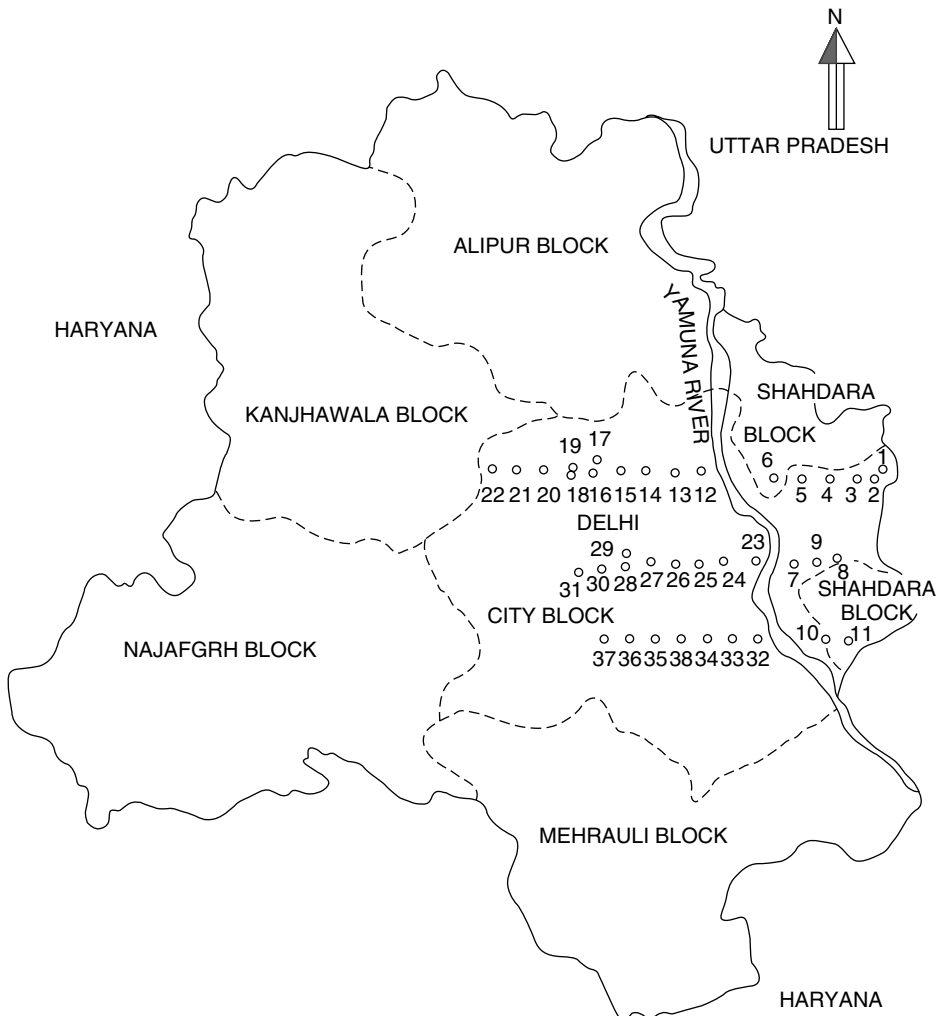 N
UTTAR PRADESH
ALIPUR BLOCK
YAMUNA RIVER
HARYANA
SHAHDARA
KANJHAWALA BLOCK
BLOCK
19 17
6 1
22 21 20 18 16 15 14 13 12
5 4 3 2
DELHI
29 23 9
31 30 28 27 26 25 24 7 8
SHAHDARA
BLOCK
CITY BLOCK
10 11
NAJAFGRH BLOCK
37 36 35 38 34 33 32
MEHRAULI BLOCK
HARYANA